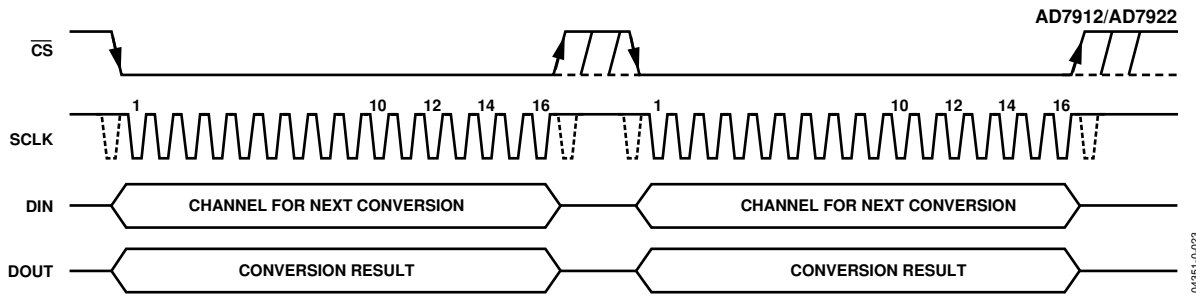 AD7912/AD7922
CS
1 10 12 14 16 1 10 12 14 16
SCLK
DIN CHANNEL FOR NEXT CONVERSION CHANNEL FOR NEXT CONVERSION
DOUT CONVERSION RESULT CONVERSION RESULT
04351-0-023